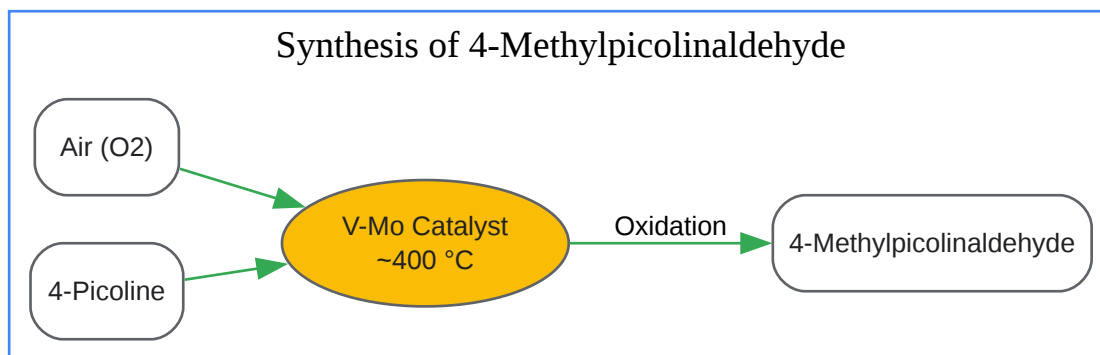 Synthesis of 4-Methylpicolinaldehyde
Air (O2)
4-Picoline
V-Mo Catalyst
~400 °C
Oxidation
4-Methylpicolinaldehyde